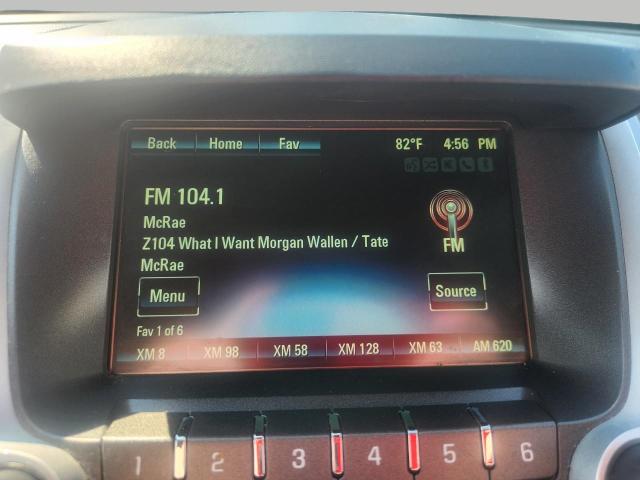 Back Home Fav 82°F 4:56 PM
FM 104.1
McRae
Z104 What I Want Morgan Wallen / Tate
McRae
FM
Menu
Source
Fav 1 of 6
XM 8 XM 98 XM 58 XM 128 XM 63 AM 620
1 2 3 4 5 6